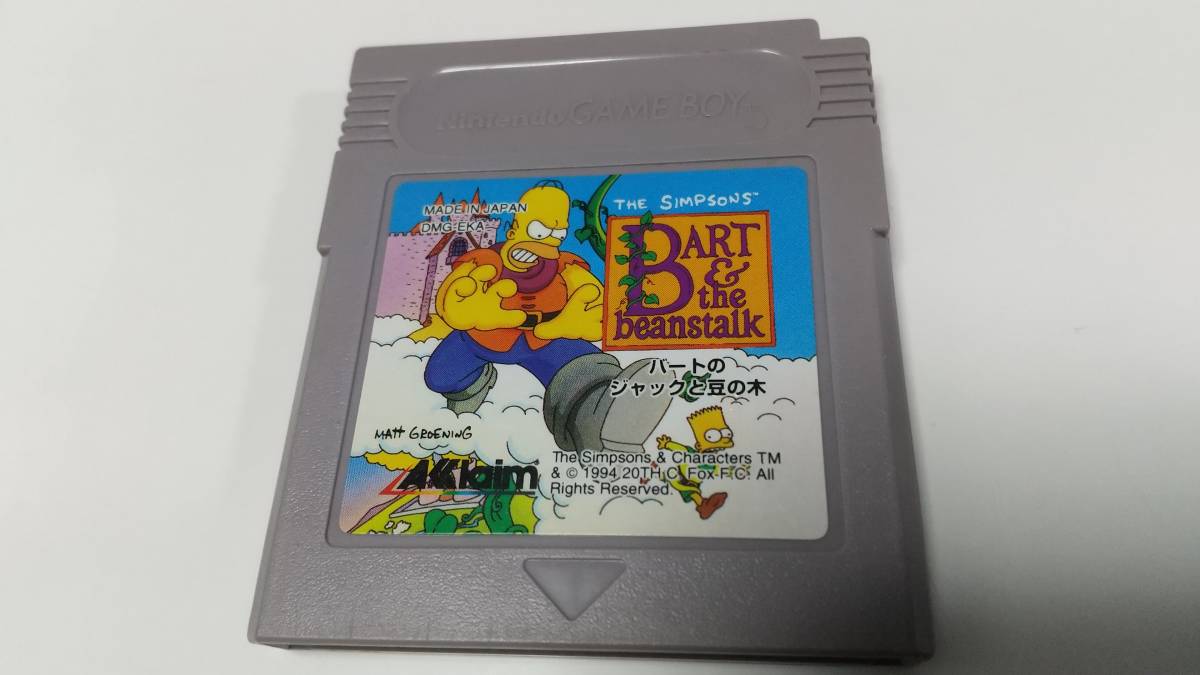 Nintendo GAME BOY
MADE IN JAPAN
DMG-EKA
THE SIMPSONS™
BART
&
the
beanstalk
バートの
ジャックと豆の木
MATT GROENING
AKklaim
The Simpsons & Characters TM
& © 1994 20TH C. Fox F.C. All
Rights Reserved.